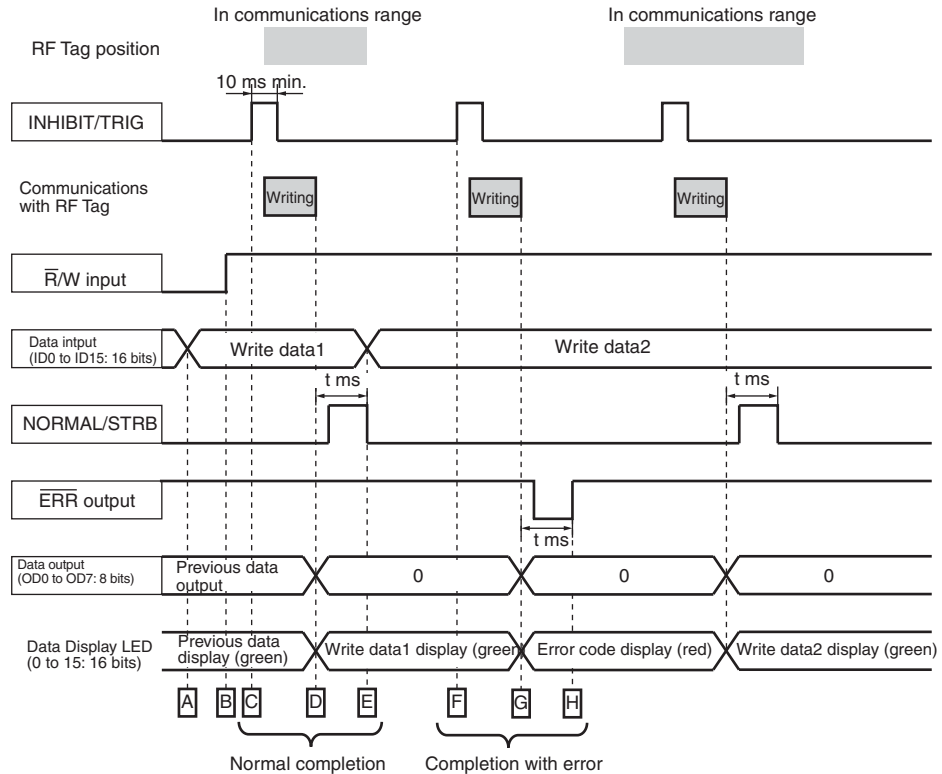 In communications range
In communications range
RF Tag position
10 ms min.
INHIBIT/TRIG
Communications
with RF Tag
Writing
Writing
Writing
R̅/W input
Data intput
(ID0 to ID15: 16 bits)
Write data1
Write data2
t ms
t ms
NORMAL/STRB
E̅R̅R̅ output
t ms
Data output
(OD0 to OD7: 8 bits)
Previous data
output
0
0
0
Data Display LED
(0 to 15: 16 bits)
Previous data
display (green)
Write data1 display (green)
Error code display (red)
Write data2 display (green)
A
B
C
D
E
F
G
H
Normal completion
Completion with error